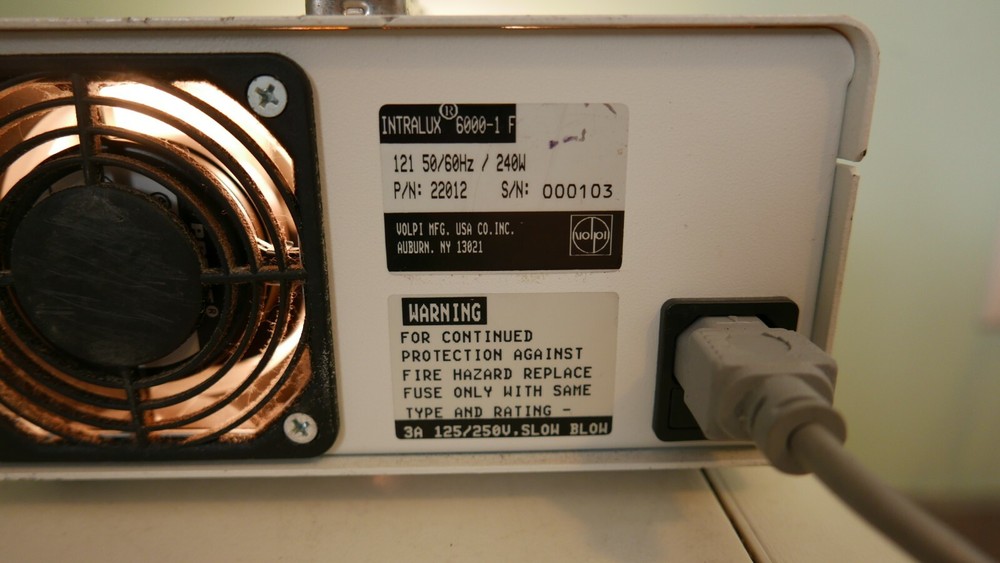 INTRALUX® 6000-1 F
121 50/60Hz / 240W
P/N: 22012 S/N: 000103
VOLPI MFG. USA CO.INC.
AUBURN. NY 13021
volpi
WARNING
FOR CONTINUED
PROTECTION AGAINST
FIRE HAZARD REPLACE
FUSE ONLY WITH SAME
TYPE AND RATING -
3A 125/250V.SLOW BLOW